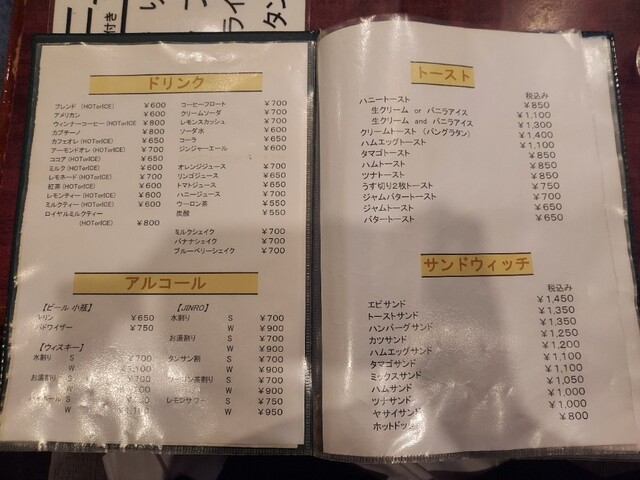 付き
ドリンク
ブレンド (HOTorICE) ¥600
アメリカン ¥600
ウィンナーコーヒー(HOTorICE) ¥800
カプチーノ ¥800
カフェオレ(HOTorICE) ¥650
アーモンドオレ(HOTorICE) ¥700
ココア(HOTorICE) ¥650
ミルク(HOTorICE) ¥600
レモネード(HOTorICE) ¥700
紅茶(HOTorICE) ¥600
レモンティー(HOTorICE) ¥600
ミルクティー(HOTorICE) ¥600
ロイヤルミルクティー
(HOTorICE) ¥800
コーヒーフロート ¥700
クリームソーダ ¥700
レモンスカッシュ ¥700
ソーダ水 ¥600
コーラ ¥650
ジンジャーエール ¥600
オレンジジュース ¥700
リンゴジュース ¥650
トマトジュース ¥650
ハニージュース ¥700
ウーロン茶 ¥550
炭酸 ¥550
ミルクシェイク ¥700
バナナシェイク ¥700
ブルーベリーシェイク ¥700
アルコール
【ビール 小瓶】
キリン ¥650
バドワイザー ¥750
【ウィスキー】
水割り S ¥700
W
お湯割り S ¥700
W
S
W
【JINRO】
水割り S ¥700
W ¥900
お湯割り S ¥700
W ¥900
タンサン割 S ¥700
W ¥900
ウーロン茶割り S ¥700
W ¥900
レモンサワー S ¥750
W ¥950
トースト
税込み
ハニートースト ¥850
生クリーム or バニラアイス ¥1,100
生クリーム and バニラアイス ¥1,300
クリームトースト (パングラタン) ¥1,400
ハムエッグトースト ¥1,100
タマゴトースト ¥850
ハムトースト ¥850
ツナトースト ¥850
うす切り2枚トースト ¥750
ジャムバタートースト ¥700
ジャムトースト ¥650
バタートースト ¥650
サンドウィッチ
税込み
エビサンド ¥1,450
トーストサンド ¥1,350
ハンバーグサンド ¥1,350
カツサンド ¥1,250
ハムエッグサンド ¥1,200
タマゴサンド ¥1,100
ミックスサンド ¥1,100
ハムサンド ¥1,050
ツナサンド ¥1,000
ヤサイサンド ¥1,000
ホットドッグ ¥800